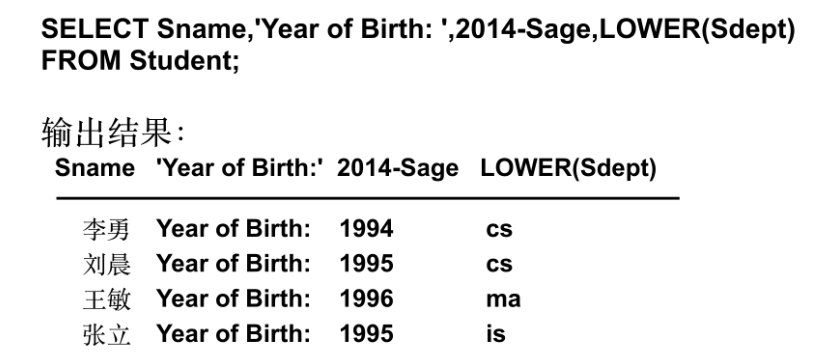 SELECT Sname,'Year of Birth: ',2014-Sage,LOWER(Sdept)
FROM Student;
输出结果：
Sname 'Year of Birth:' 2014-Sage LOWER(Sdept)
李勇 Year of Birth: 1994 cs
刘晨 Year of Birth: 1995 cs
王敏 Year of Birth: 1996 ma
张立 Year of Birth: 1995 is